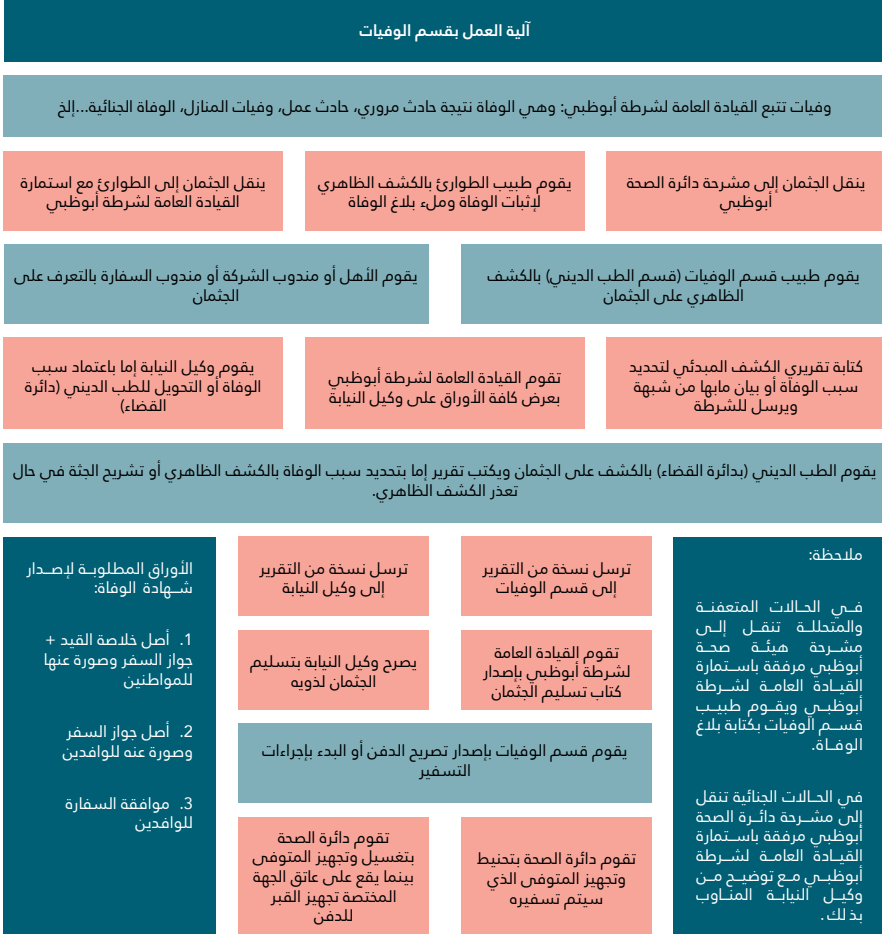 آلية العمل بقسم الوفيات
وفيات تتبع القيادة العامة لشرطة أبوظبي: وهي الوفاة نتيجة حادث مروري، حادث عمل، وفيات المنازل، الوفاة الجنائية...إلخ
ينقل الجثمان إلى مشرحة دائرة الصحة
أبوظبي
يقوم طبيب الطوارئ بالكشف الظاهري
لإثبات الوفاة وملء بلاغ الوفاة
ينقل الجثمان إلى الطوارئ مع استمارة
القيادة العامة لشرطة أبوظبي
يقوم طبيب قسم الوفيات (قسم الطب الديني) بالكشف
الظاهري على الجثمان
يقوم الأهل أو مندوب الشركة أو مندوب السفارة بالتعرف على
الجثمان
كتابة تقريري الكشف المبدئي لتحديد
سبب الوفاة أو بيان مابها من شبهة
ويرسل للشرطة
تقوم القيادة العامة لشرطة أبوظبي
بعرض كافة الأوراق على وكيل النيابة
يقوم وكيل النيابة إما باعتماد سبب
الوفاة أو التحويل للطب الديني (دائرة
القضاء)
يقوم الطب الديني (بدائرة القضاء) بالكشف على الجثمان ويكتب تقرير إما بتحديد سبب الوفاة بالكشف الظاهري أو تشريح الجثة في حال
تعذر الكشف الظاهري.
ملاحظة:
في الحالات المتعفنة
والمتحللة تنقل إلى
مشرحة هيئة صحة
أبوظبي مرفقة باستمارة
القيادة العامة لشرطة
أبوظبي ويقوم طبيب
قسم الوفيات بكتابة بلاغ
الوفاة.
في الحالات الجنائية تنقل
إلى مشرحة دائرة الصحة
أبوظبي مرفقة باستمارة
القيادة العامة لشرطة
أبوظبي مع توضيح من
وكيل النيابة المناوب
بذ لك.
ترسل نسخة من التقرير
إلى قسم الوفيات
ترسل نسخة من التقرير
إلى وكيل النيابة
تقوم القيادة العامة
لشرطة أبوظبي بإصدار
كتاب تسليم الجثمان
يصرح وكيل النيابة بتسليم
الجثمان لذويه
يقوم قسم الوفيات بإصدار تصريح الدفن أو البدء بإجراءات
التسفير
تقوم دائرة الصحة بتحنيط
وتجهيز المتوفى الذي
سيتم تسفيره
تقوم دائرة الصحة
بتغسيل وتجهيز المتوفى
بينما يقع على عاتق الجهة
المختصة تجهيز القبر
للدفن
الأوراق المطلوبة لإصدار
شهادة الوفاة:
1. أصل خلاصة القيد +
جواز السفر وصورة عنها
للمواطنين
2. أصل جواز السفر
وصورة عنه للوافدين
3. موافقة السفارة
للوافدين